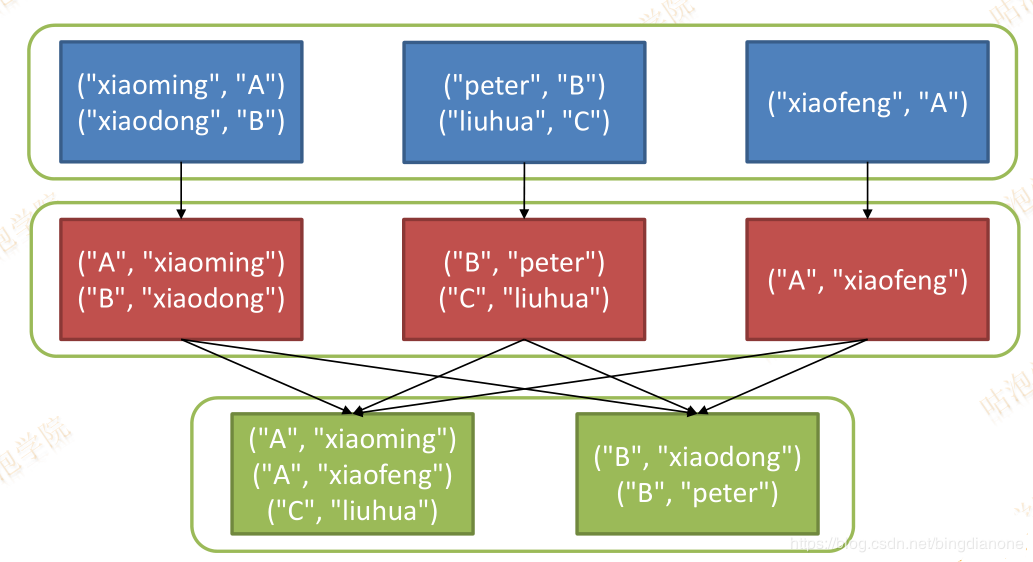 ("xiaoming", "A")
("xiaodong", "B")
("peter", "B")
("liuhua", "C")
("xiaofeng", "A")
("A", "xiaoming")
("B", "xiaodong")
("B", "peter")
("C", "liuhua")
("A", "xiaofeng")
("A", "xiaoming")
("A", "xiaofeng")
("C", "liuhua")
("B", "xiaodong")
("B", "peter")
https://blog.csdn.net/bingdianone,